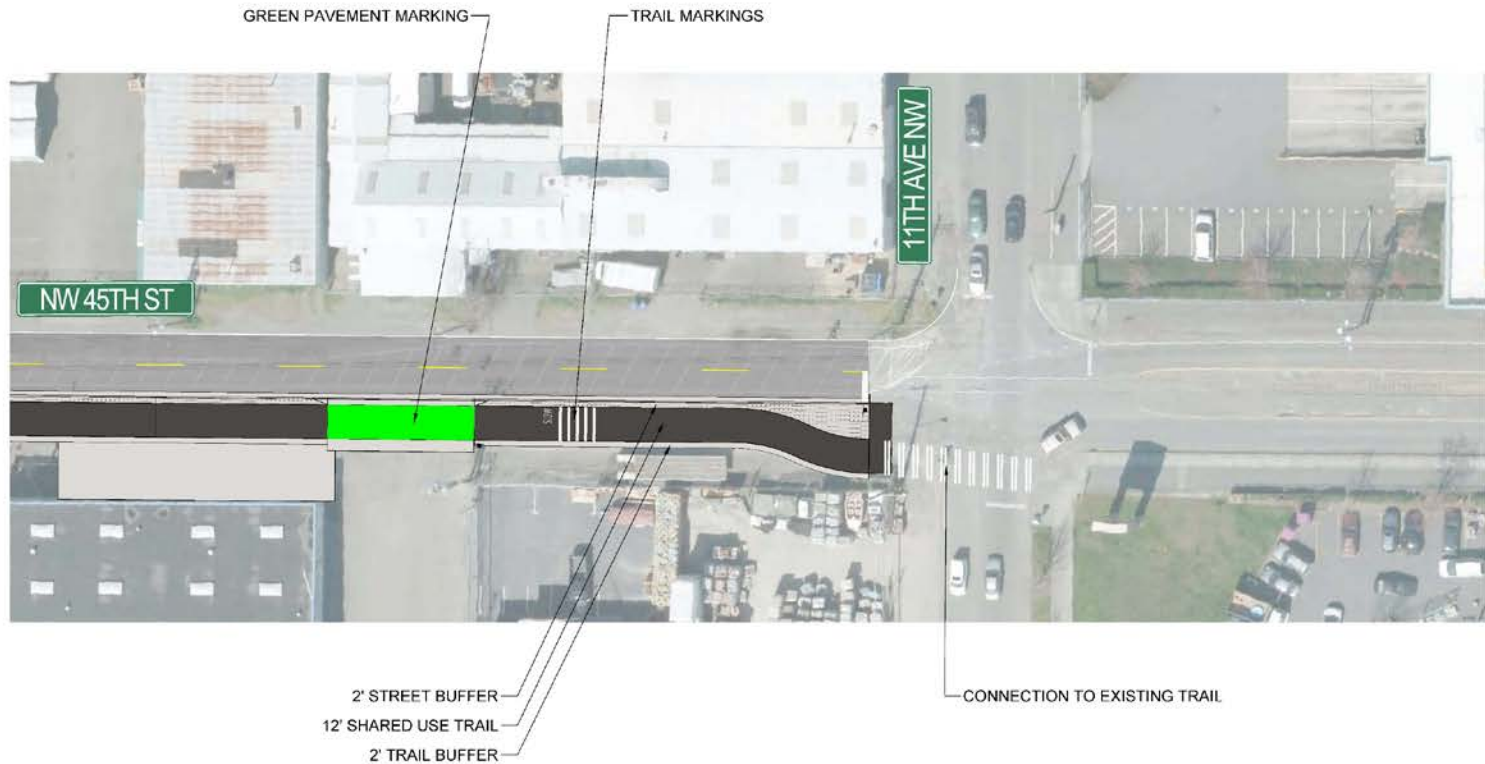 GREEN PAVEMENT MARKING
TRAIL MARKINGS
11TH AVE NW
NW 45TH ST
SLOW
2' STREET BUFFER
12' SHARED USE TRAIL
2' TRAIL BUFFER
CONNECTION TO EXISTING TRAIL